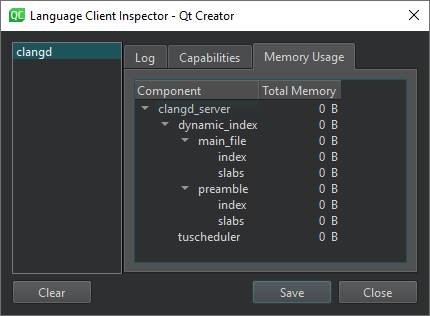 QC Language Client Inspector - Qt Creator
clangd
Log Capabilities Memory Usage
Component Total Memory
clangd_server 0 B
dynamic_index 0 B
main_file 0 B
index 0 B
slabs 0 B
preamble 0 B
index 0 B
slabs 0 B
tuscheduler 0 B
Clear Save Close